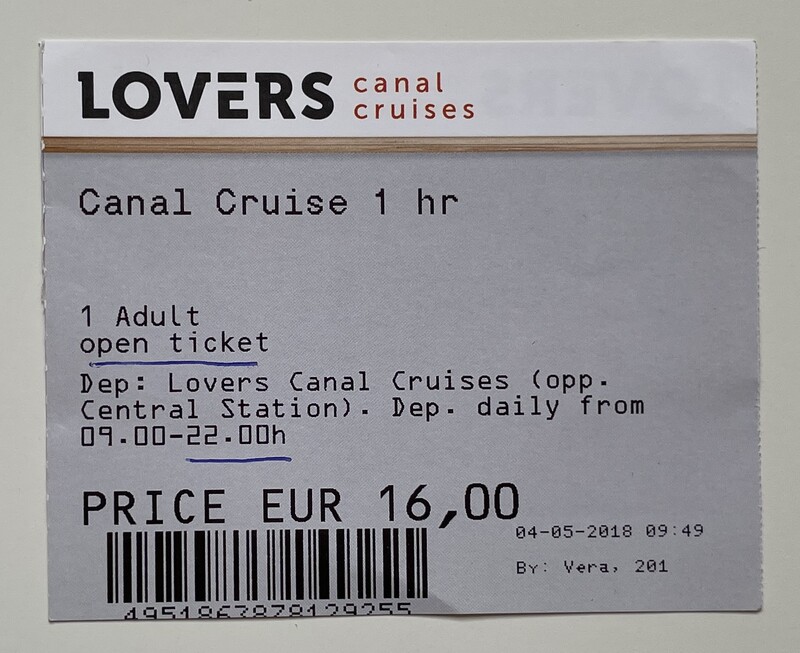 LOVERS canal cruises
Canal Cruise 1 hr
1 Adult
open ticket
Dep: Lovers Canal Cruises (opp.
Central Station). Dep. daily from
09.00-22.00h
PRICE EUR 16,00
04-05-2018 09:49
By: Vera, 201